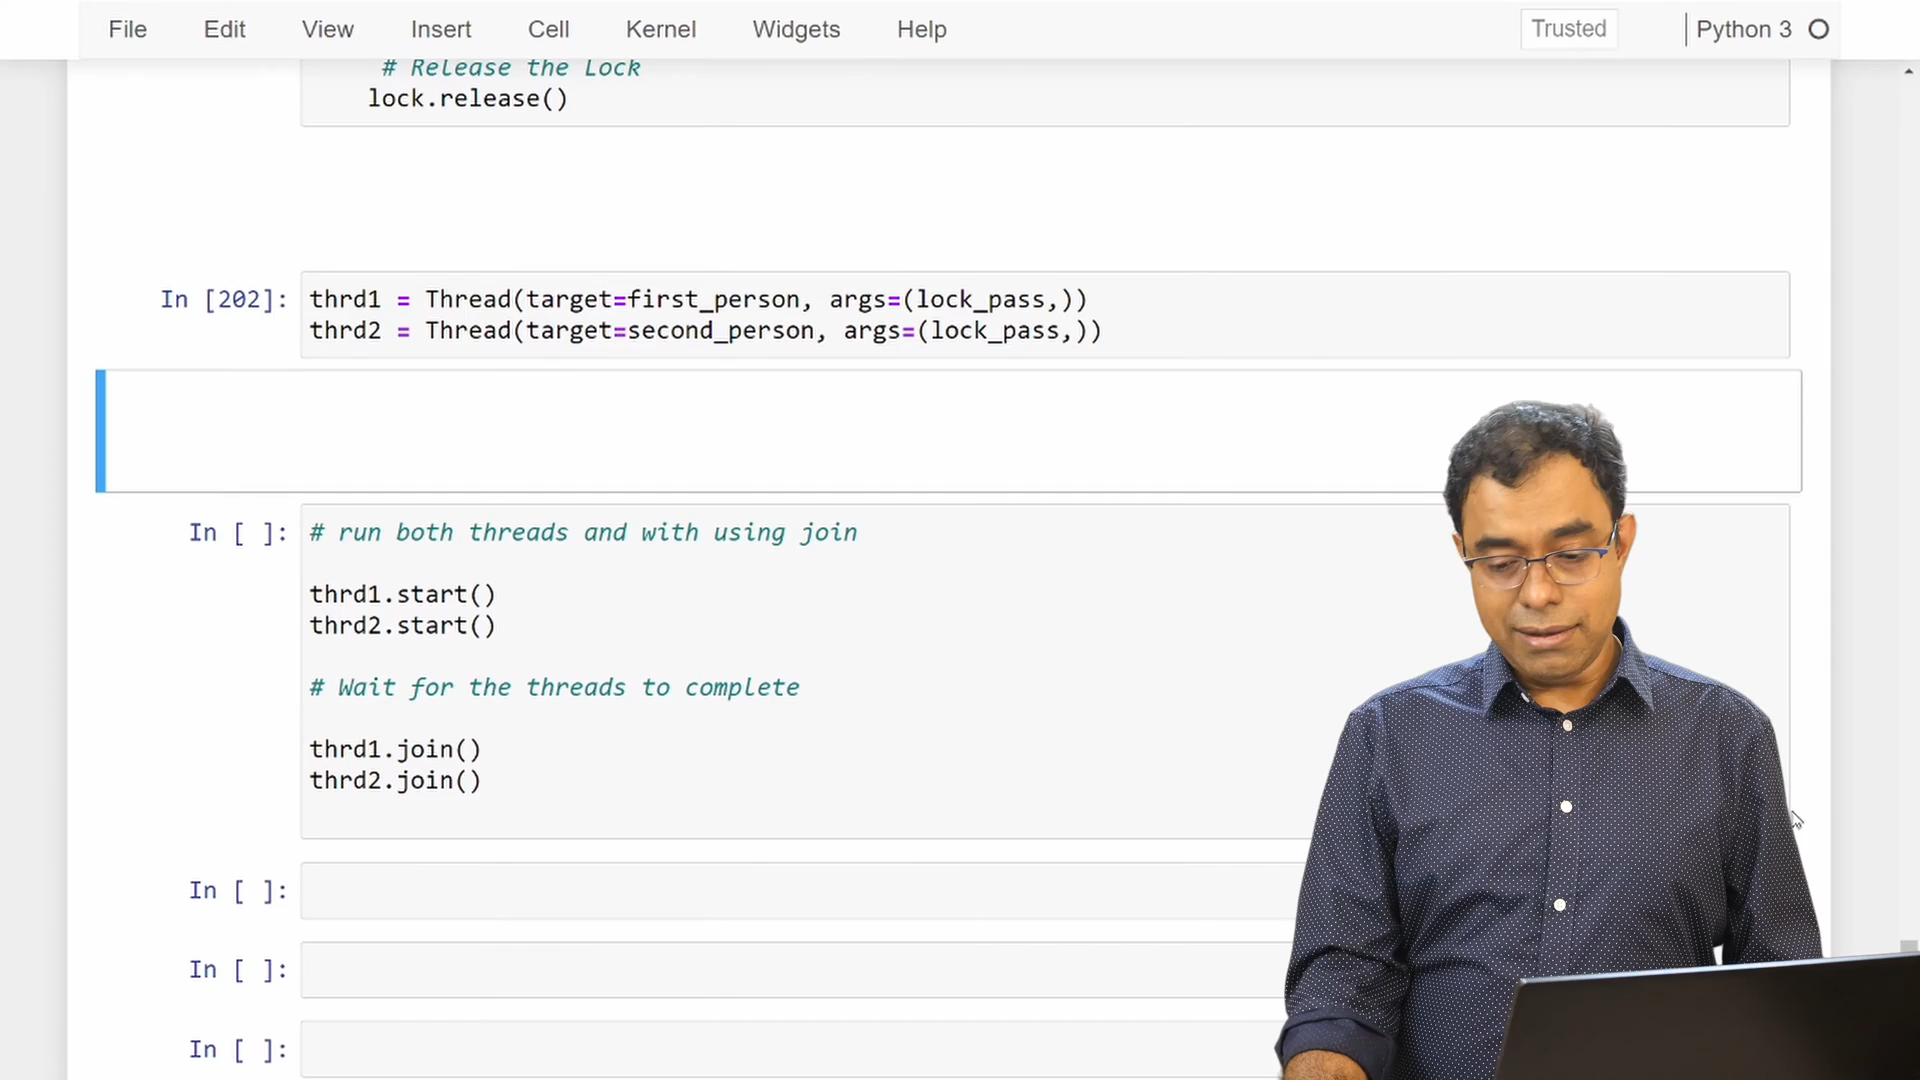 File Edit View Insert Cell Kernel Widgets Help Trusted Python 3
# Release the Lock
lock.release()
In [202]: thrd1 = Thread(target=first_person, args=(lock_pass,))
thrd2 = Thread(target=second_person, args=(lock_pass,))
In [ ]: # run both threads and with using join
thrd1.start()
thrd2.start()
# Wait for the threads to complete
thrd1.join()
thrd2.join()
In [ ]:
In [ ]:
In [ ]: